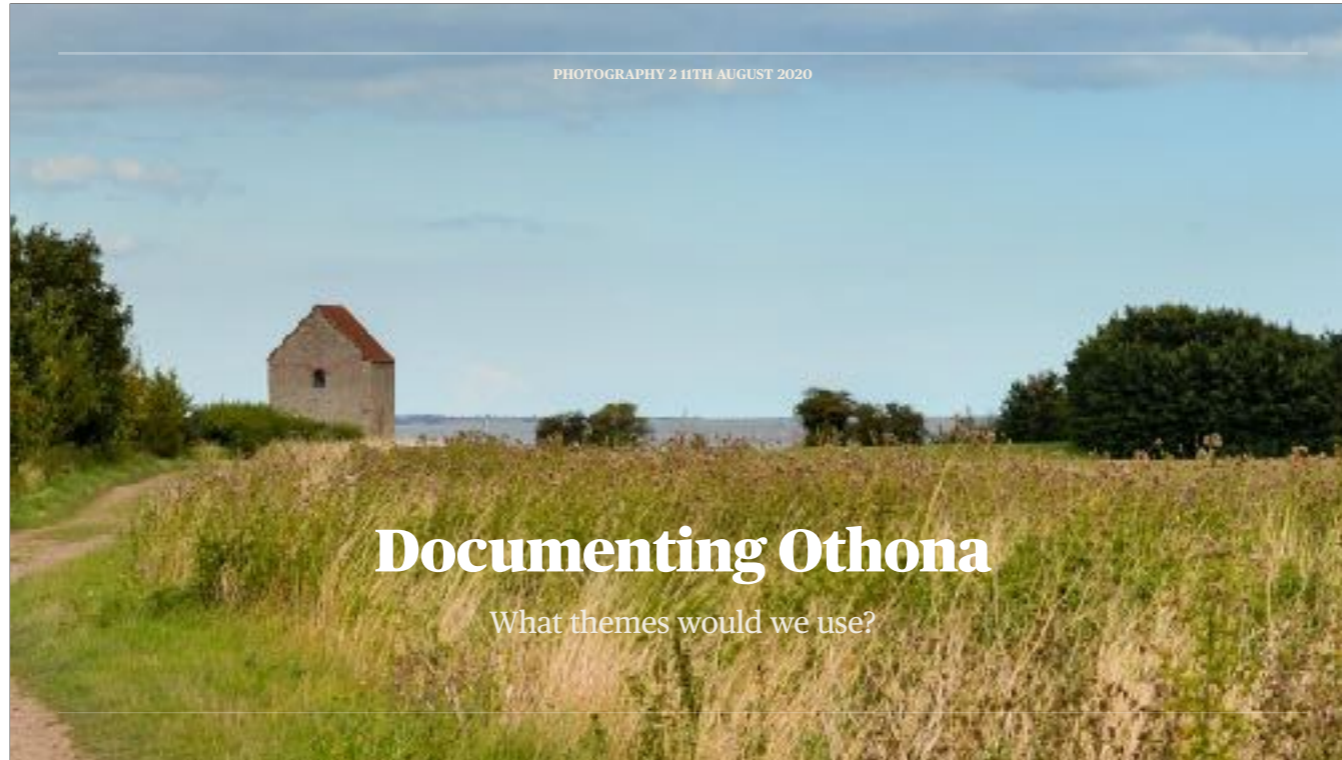 PHOTOGRAPHY 2 11TH AUGUST 2020
Documenting Othona
What themes would we use?